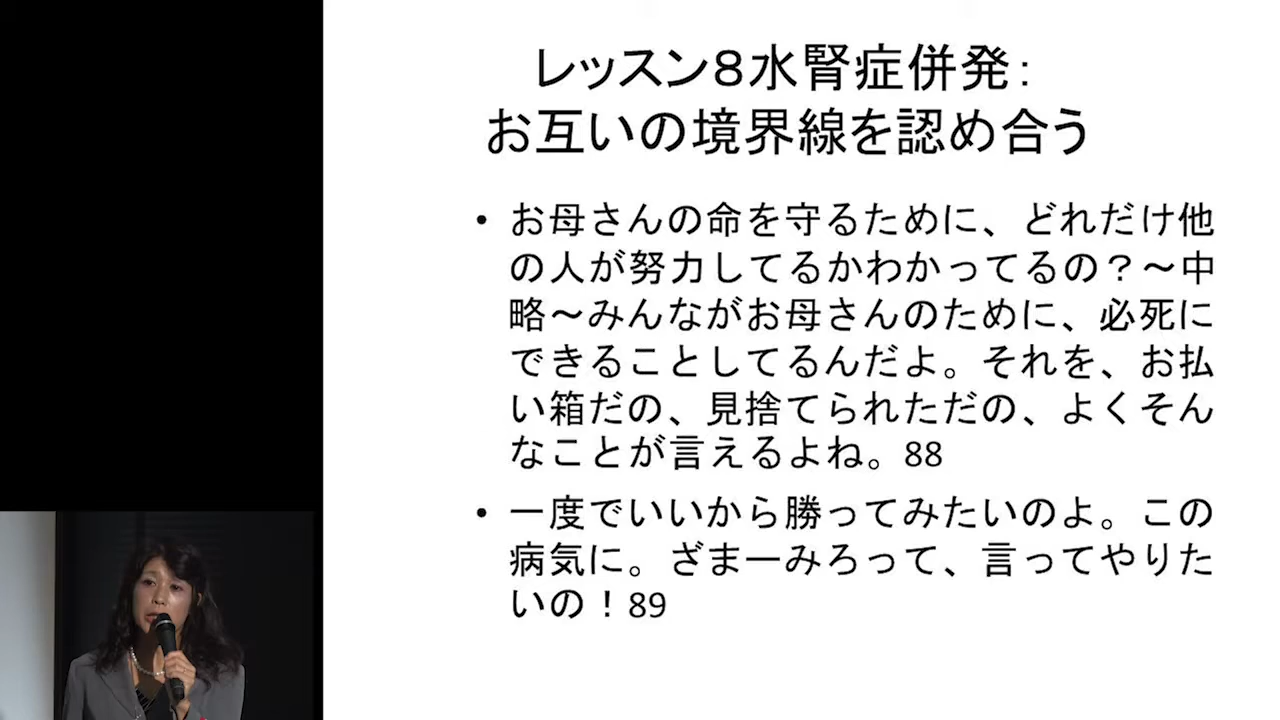 レッスン８水腎症併発：
お互いの境界線を認め合う
• お母さんの命を守るために、どれだけ他
の人が努力してるかわかってるの？～中
略～みんながお母さんのために、必死に
できることしてるんだよ。それを、お払
い箱だの、見捨てられただの、よくそん
なことが言えるよね。88
• 一度でいいから勝ってみたいのよ。この
病気に。ざまーみろって、言ってやりた
いの！89